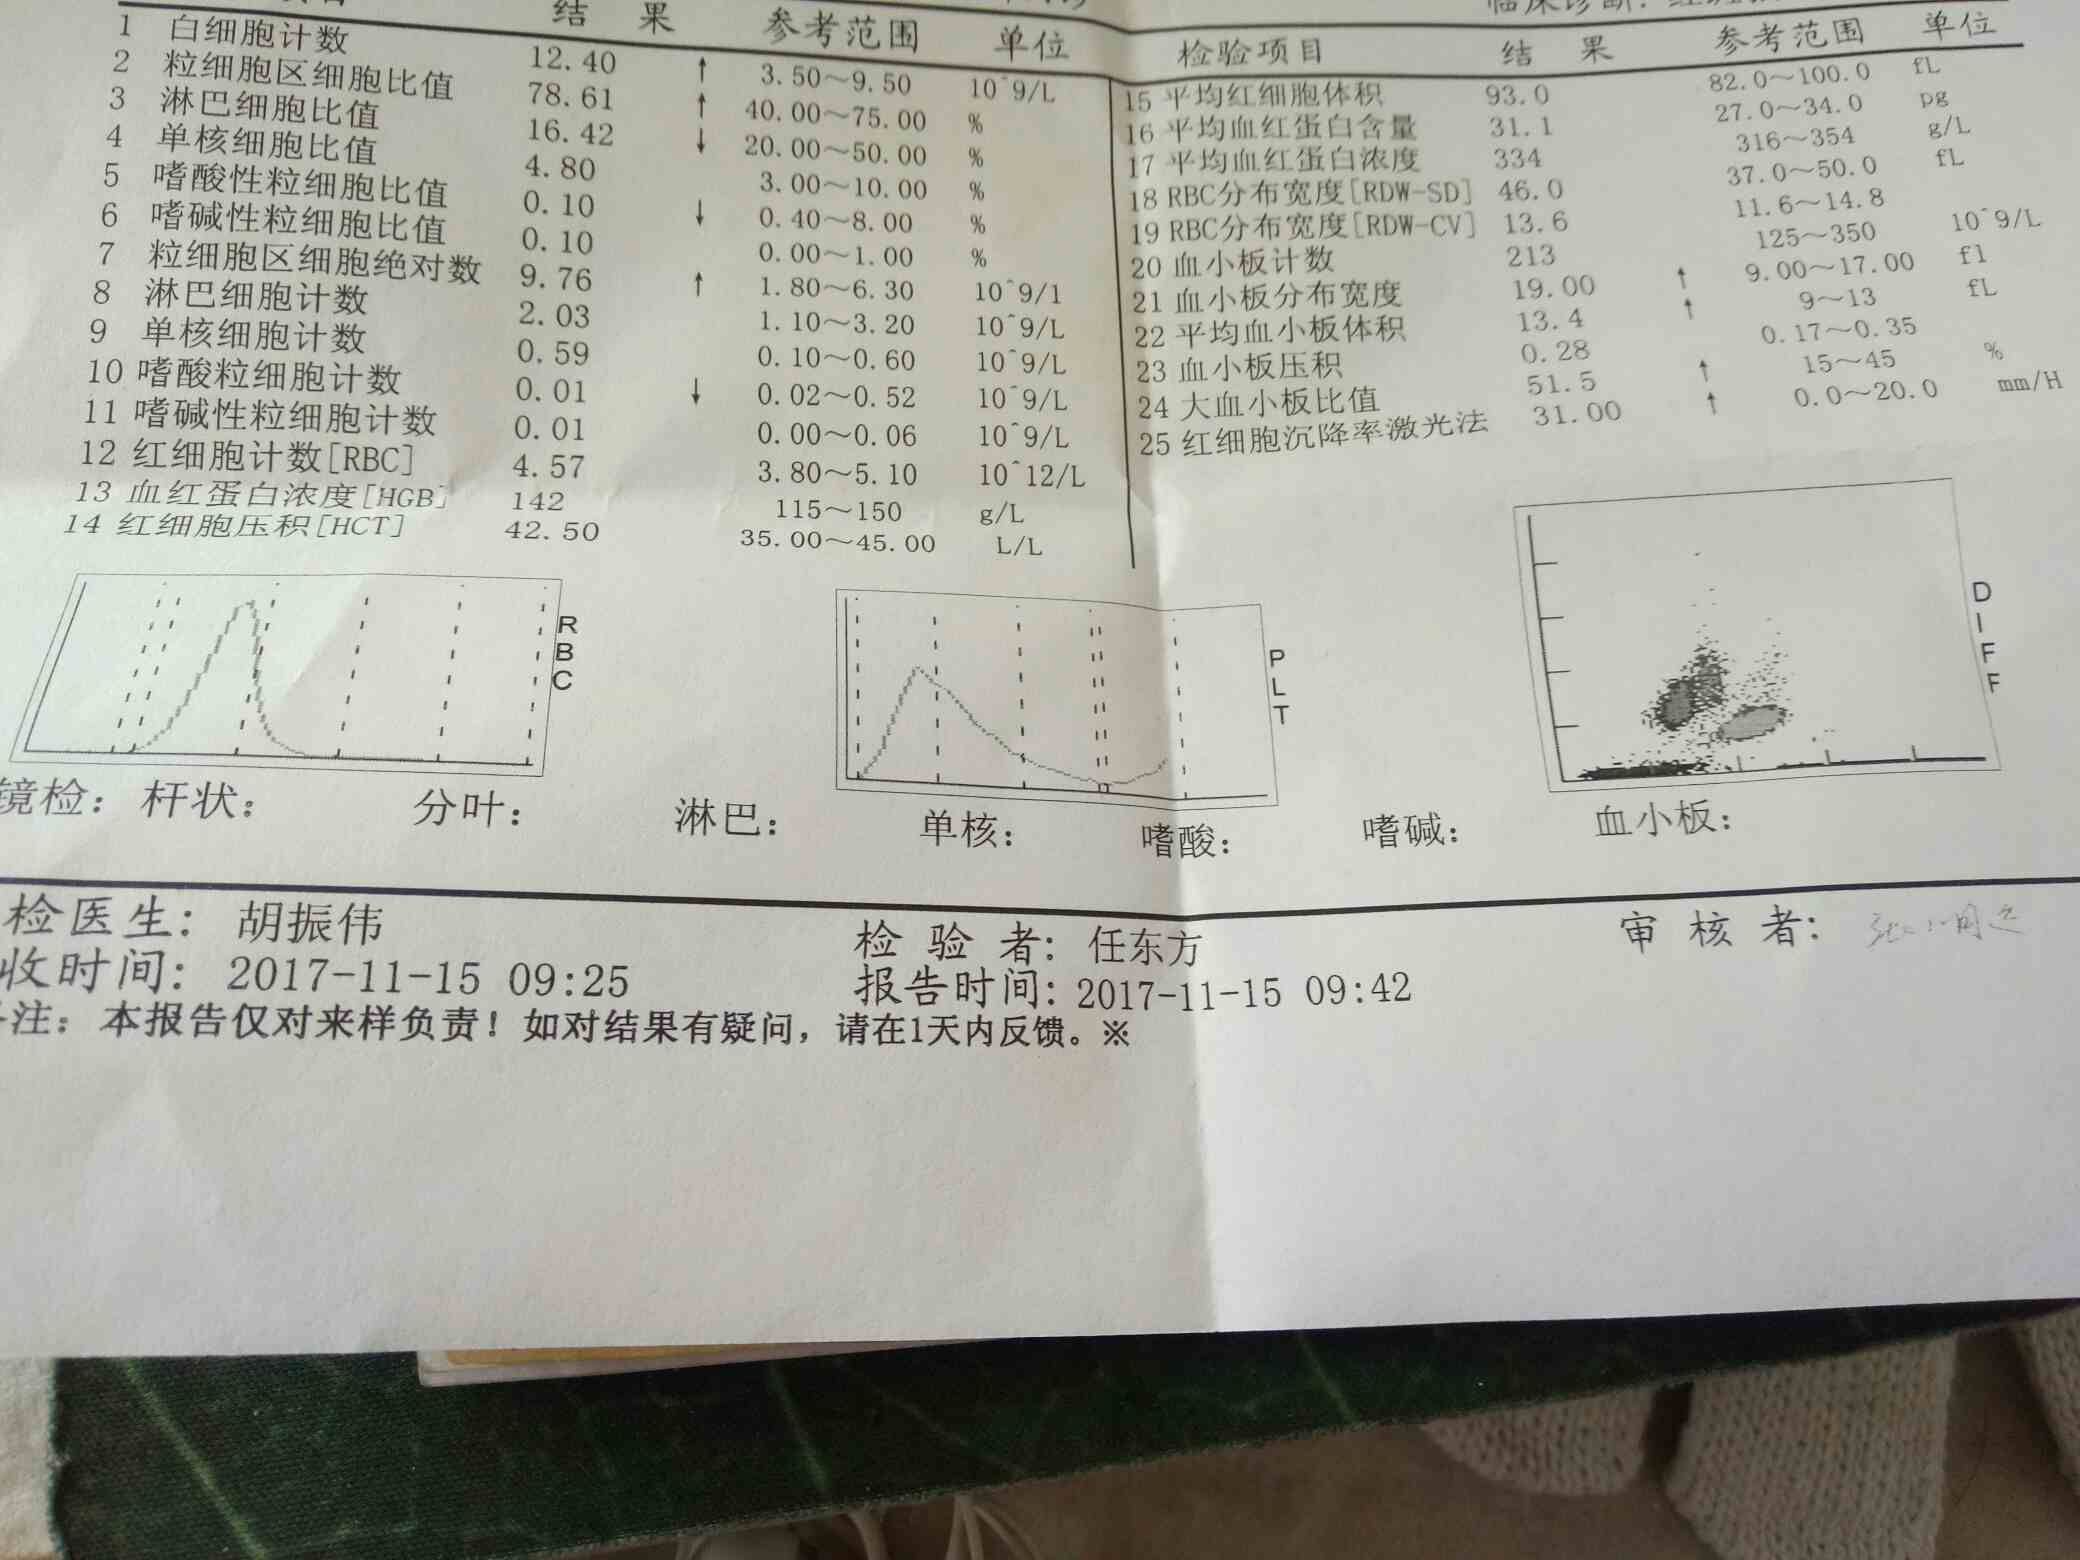 结 果 参考范围 单位
1 白细胞计数 12.40 ↑ 3.50~9.50 10^9/L
2 粒细胞区细胞比值 78.61 ↑ 40.00~75.00 %
3 淋巴细胞比值 16.42 ↓ 20.00~50.00 %
4 单核细胞比值 4.80 3.00~10.00 %
5 嗜酸性粒细胞比值 0.10 ↓ 0.40~8.00 %
6 嗜碱性粒细胞比值 0.10 0.00~1.00 %
7 粒细胞区细胞绝对数 9.76 ↑ 1.80~6.30 10^9/l
8 淋巴细胞计数 2.03 1.10~3.20 10^9/L
9 单核细胞计数 0.59 0.10~0.60 10^9/L
10 嗜酸粒细胞计数 0.01 ↓ 0.02~0.52 10^9/L
11 嗜碱性粒细胞计数 0.01 0.00~0.06 10^9/L
12 红细胞计数[RBC] 4.57 3.80~5.10 10^12/L
13 血红蛋白浓度[HGB] 142 115~150 g/L
14 红细胞压积[HCT] 42.50 35.00~45.00 L/L
临床诊断:
检验项目 结 果 参考范围 单位
15 平均红细胞体积 93.0 82.0~100.0 fL
16 平均血红蛋白含量 31.1 27.0~34.0 pg
17 平均血红蛋白浓度 334 316~354 g/L
18 RBC分布宽度[RDW-SD] 46.0 37.0~50.0 fL
19 RBC分布宽度[RDW-CV] 13.6 11.6~14.8
20 血小板计数 213 125~350 10^9/L
21 血小板分布宽度 19.00 ↑ 9.00~17.00 fl
22 平均血小板体积 13.4 ↑ 9~13 fL
23 血小板压积 0.28 0.17~0.35
24 大血小板比值 51.5 ↑ 15~45 %
25 红细胞沉降率激光法 31.00 ↑ 0.0~20.0 mm/H
RBC
PLT
DIFF
镜检: 杆状: 分叶: 淋巴: 单核: 嗜酸: 嗜碱: 血小板:
检医生: 胡振伟 检 验 者: 任东方 审 核 者:
收时间: 2017-11-15 09:25 报告时间: 2017-11-15 09:42
注: 本报告仅对来样负责! 如对结果有疑问, 请在1天内反馈。※